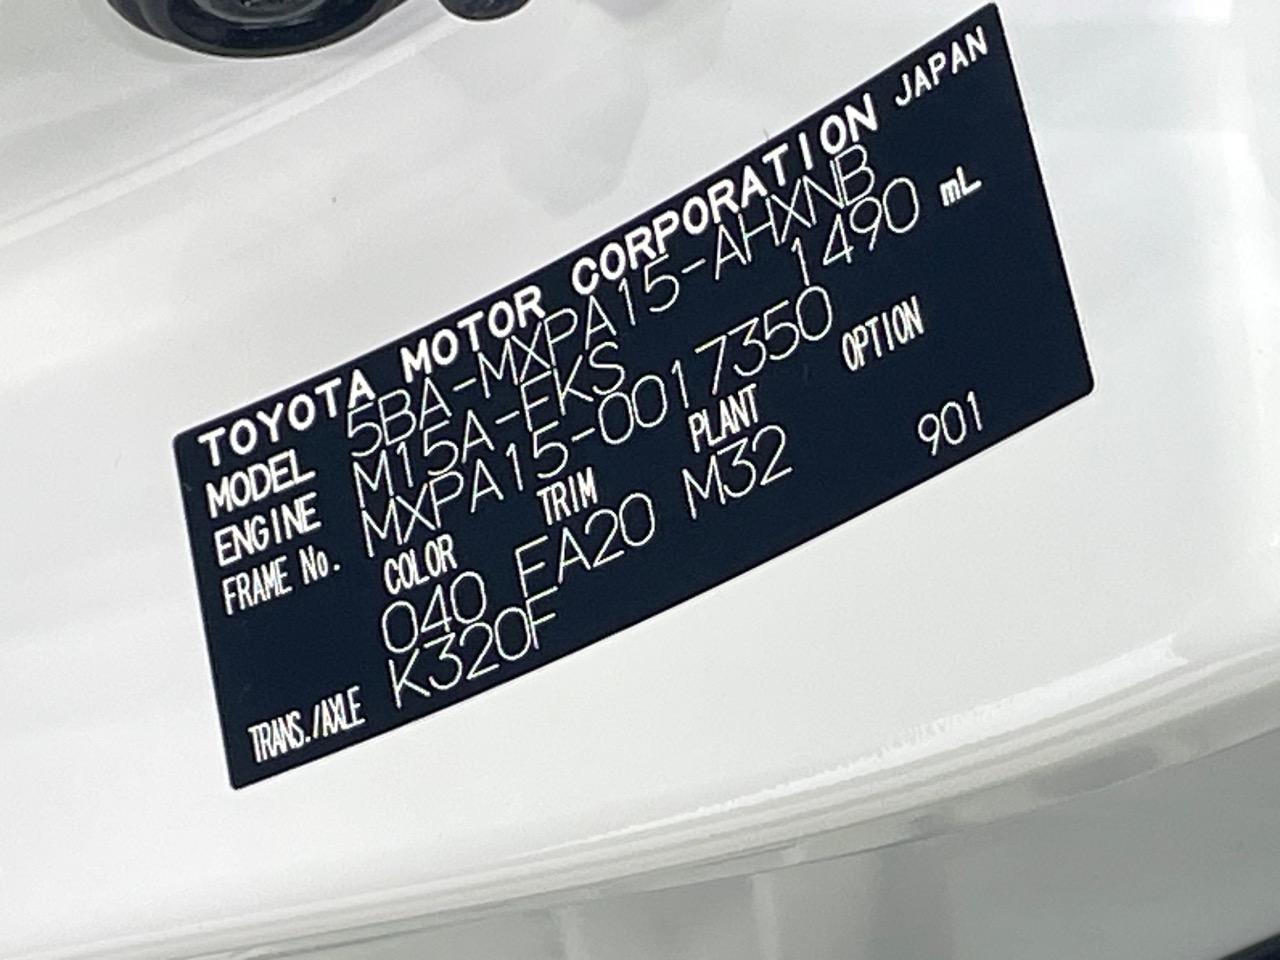 TOYOTA MOTOR CORPORATION JAPAN
MODEL 5BA-MXPA15-AHXNB
ENGINE M15A-FKS 1490 mL
FRAME No. MXPA15-0017350
COLOR TRIM PLANT OPTION
040 FA20 M32 901
TRANS./AXLE K320F